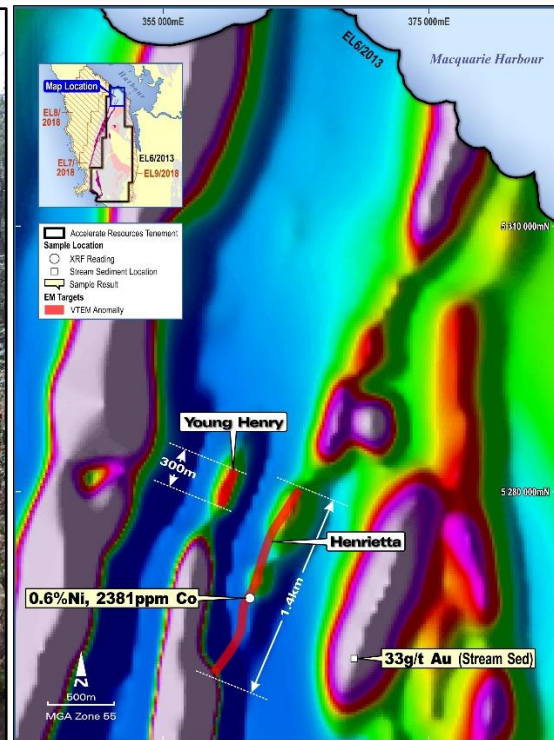 355 000mE
375 000mE
EL6/2013
Macquarie Harbour
Harbour
Map Location
EL8/
2018
EL7/
2018
EL6/2013
EL9/2018
Accelerate Resources Tenement
Sample Location
XRF Reading
Stream Sediment Location
Sample Result
EM Targets
VTEM Anomaly
5 310 000mN
Young Henry
300m
5 280 000mN
Henrietta
0.6%Ni, 2381ppm Co
1.4km
33g/t Au (Stream Sed)
N
500m
MGA Zone 55